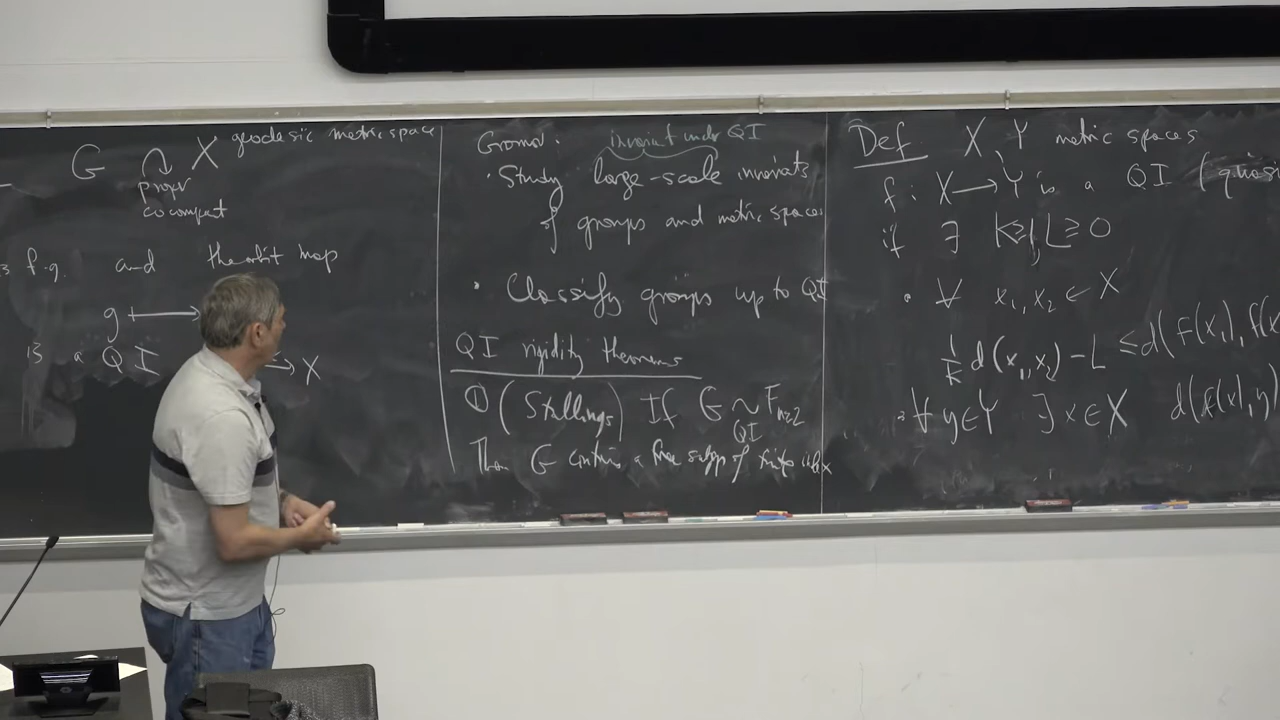 G ↷ X geodesic metric space
proper
cocompact
is f.g. and the orbit map
g ⟼
is a QI → X
Gromov. invariant under QI
· Study large-scale invariants
of groups and metric spaces
· Classify groups up to QI
QI rigidity theorems
① (Stallings) If G ~ F n≥2
QI
Then G contains a free subgp of finite index
Def X, Y metric spaces
f: X → Y is a QI (quasi
if ∃ K≥1, L≥0
· ∀ x₁, x₂ ∈ X
1/K d(x₁, x₂) - L ≤ d(f(x₁), f(x
· ∀ y ∈ Y ∃ x ∈ X d(f(x), y)